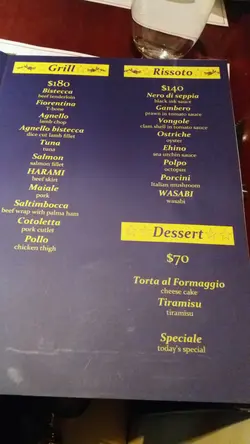 Grill
$180
Bistecca
beef tenderloin
Fiorentina
T-bone
Agnello
lamb chop
Agnello bistecca
dice cut lamb fillet
Tuna
tuna
Salmon
salmon fillet
HARAMI
beef skirt
Maiale
pork
Saltimbocca
beef wrap with palma ham
Cotoletta
pork cutlet
Pollo
chicken thigh
Rissoto
$140
Nero di seppia
black ink sauce
Gambero
prawn in tomato sauce
Vongole
clam shell in tomato sauce
Ostriche
oyster
Ehino
sea urchin sauce
Polpo
octopus
Porcini
Italian mushroom
WASABI
wasabi
Dessert
$70
Torta al Formaggio
cheese cake
Tiramisu
tiramisu
Speciale
today's special